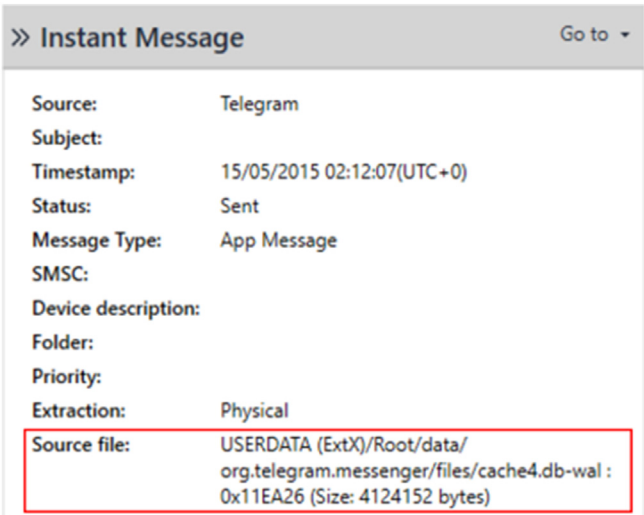 » Instant Message Go to
Source: Telegram
Subject:
Timestamp: 15/05/2015 02:12:07(UTC+0)
Status: Sent
Message Type: App Message
SMSC:
Device description:
Folder:
Priority:
Extraction: Physical
Source file: USERDATA (ExtX)/Root/data/
org.telegram.messenger/files/cache4.db-wal :
0x11EA26 (Size: 4124152 bytes)